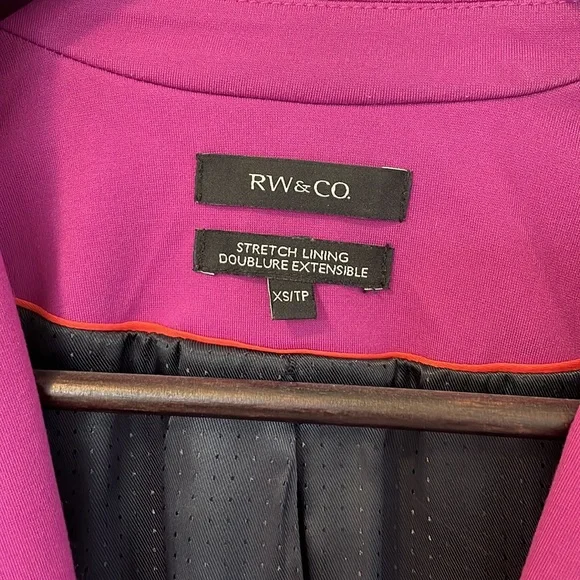 RW&CO.
STRETCH LINING
DOUBLURE EXTENSIBLE
XS/TP